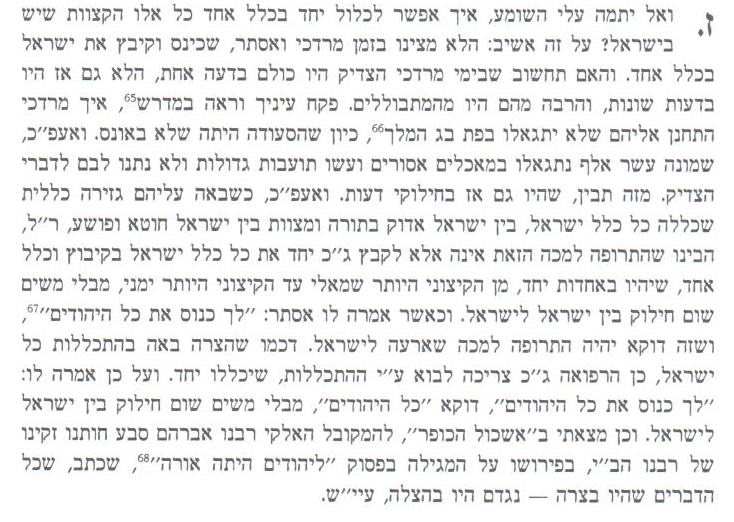 ז. ואל יתמה עלי השומע, איך אפשר לכלול יחד בכלל אחד כל אלו הקצוות שיש
בישראל? על זה אשיב: הלא מצינו בזמן מרדכי ואסתר, שכינס וקיבץ את ישראל
בכלל אחד. והאם תחשוב שבימי מרדכי הצדיק היו כולם בדעה אחת, הלא גם אז היו
בדעות שונות, והרבה מהם היו מהמתבוללים. פקח עיניך וראה במדרש65, איך מרדכי
התחנן אליהם שלא יתגאלו בפת בג המלך66, כיון שהסעודה היתה שלא באונס. ואעפ״כ,
שמונה עשר אלף נתגאלו במאכלים אסורים ועשו תועבות גדולות ולא נתנו לבם לדברי
הצדיק. מזה תבין, שהיו גם אז בחילוקי דעות. ואעפ״כ, כשבאה עליהם גזירה כללית
שכללה כל כלל ישראל, בין ישראל אדוק בתורה ומצוות בין ישראל חוטא ופושע, ר״ל,
הבינו שהתרופה למכה הזאת אינה אלא לקבץ ג״כ יחד את כל כלל ישראל בקיבוץ וכלל
אחד, שיהיו באחדות יחד, מן הקיצוני היותר שמאלי עד הקיצוני היותר ימני, מבלי משים
שום חילוק בין ישראל לישראל. וכאשר אמרה לו אסתר: ״לך כנוס את כל היהודים״67,
ושזה דוקא יהיה התרופה למכה שארעה לישראל. דכמו שהצרה באה בהתכללות כל
ישראל, כן הרפואה ג״כ צריכה לבוא ע״י ההתכללות, שיכללו יחד. ועל כן אמרה לו:
״לך כנוס את כל היהודים״, דוקא ״כל היהודים״, מבלי משים שום חילוק בין ישראל
לישראל. וכן מצאתי ב״אשכול הכופר״, להמקובל האלקי רבנו אברהם סבע חותנו זקינו
של רבנו הב״י, בפירושו על המגילה בפסוק ״ליהודים היתה אורה״68, שכתב, שכל
הדברים שהיו בצרה — נגדם היו בהצלה, עיי״ש.